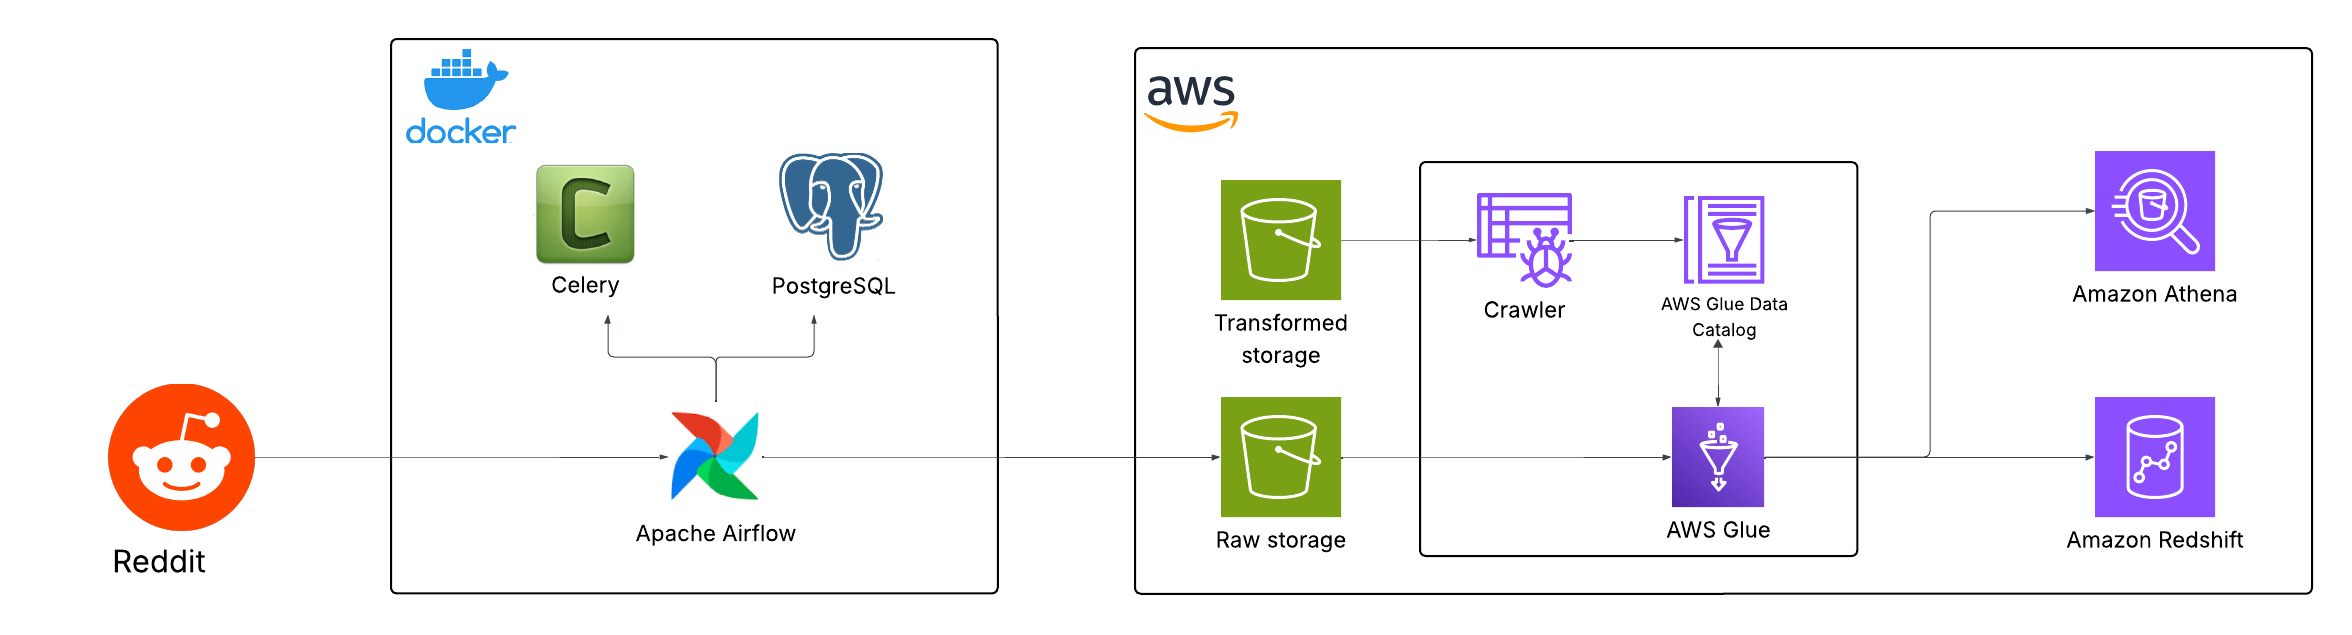 docker
Celery
PostgreSQL
Reddit
Apache Airflow
aws
Transformed
storage
Raw storage
Crawler
AWS Glue Data
Catalog
AWS Glue
Amazon Athena
Amazon Redshift